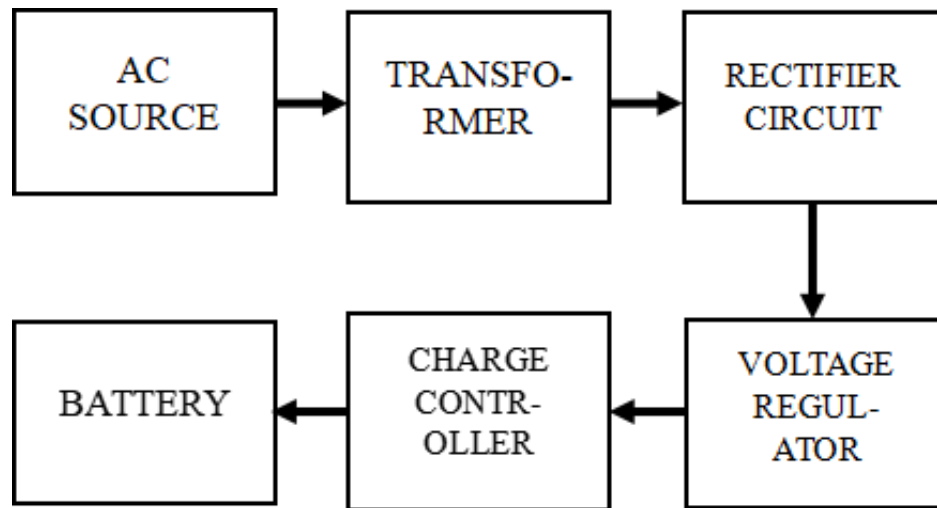 AC
SOURCE
TRANSFO-
RMER
RECTIFIER
CIRCUIT
BATTERY
CHARGE
CONTR-
OLLER
VOLTAGE
REGUL-
ATOR